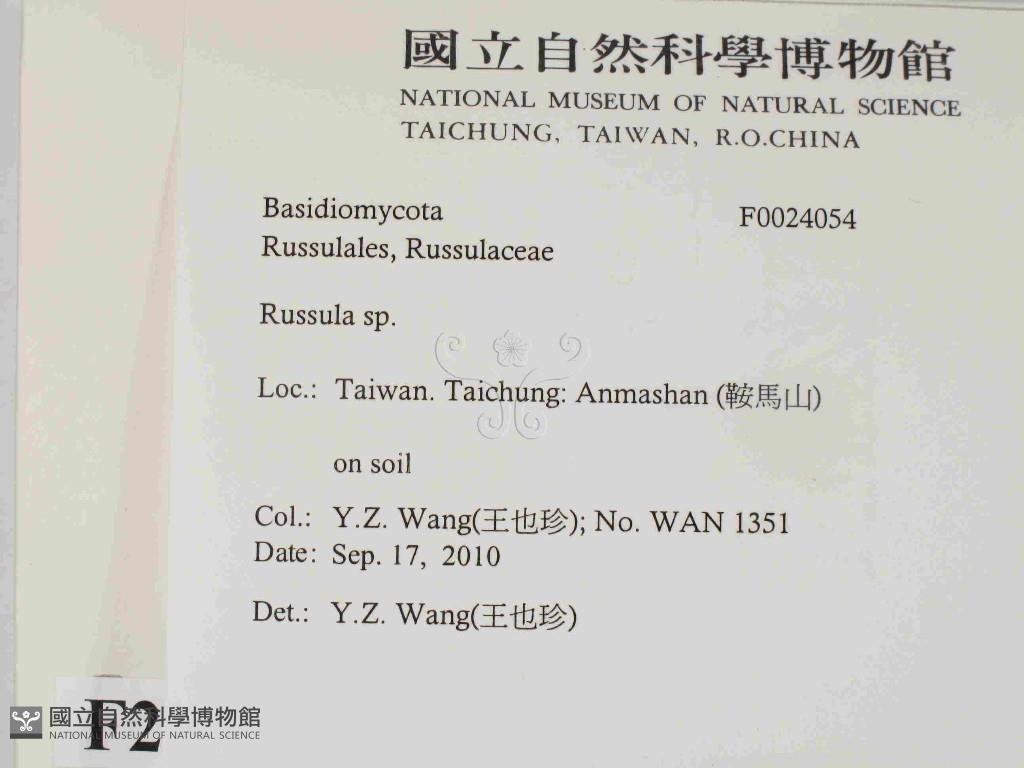 國立自然科學博物館
NATIONAL MUSEUM OF NATURAL SCIENCE
TAICHUNG, TAIWAN, R.O.CHINA
Basidiomycota F0024054
Russulales, Russulaceae
Russula sp.
Loc.: Taiwan. Taichung: Anmashan (鞍馬山)
on soil
Col.: Y.Z. Wang(王也珍); No. WAN 1351
Date: Sep. 17, 2010
Det.: Y.Z. Wang(王也珍)
F2
國立自然科學博物館
NATIONAL MUSEUM OF NATURAL SCIENCE